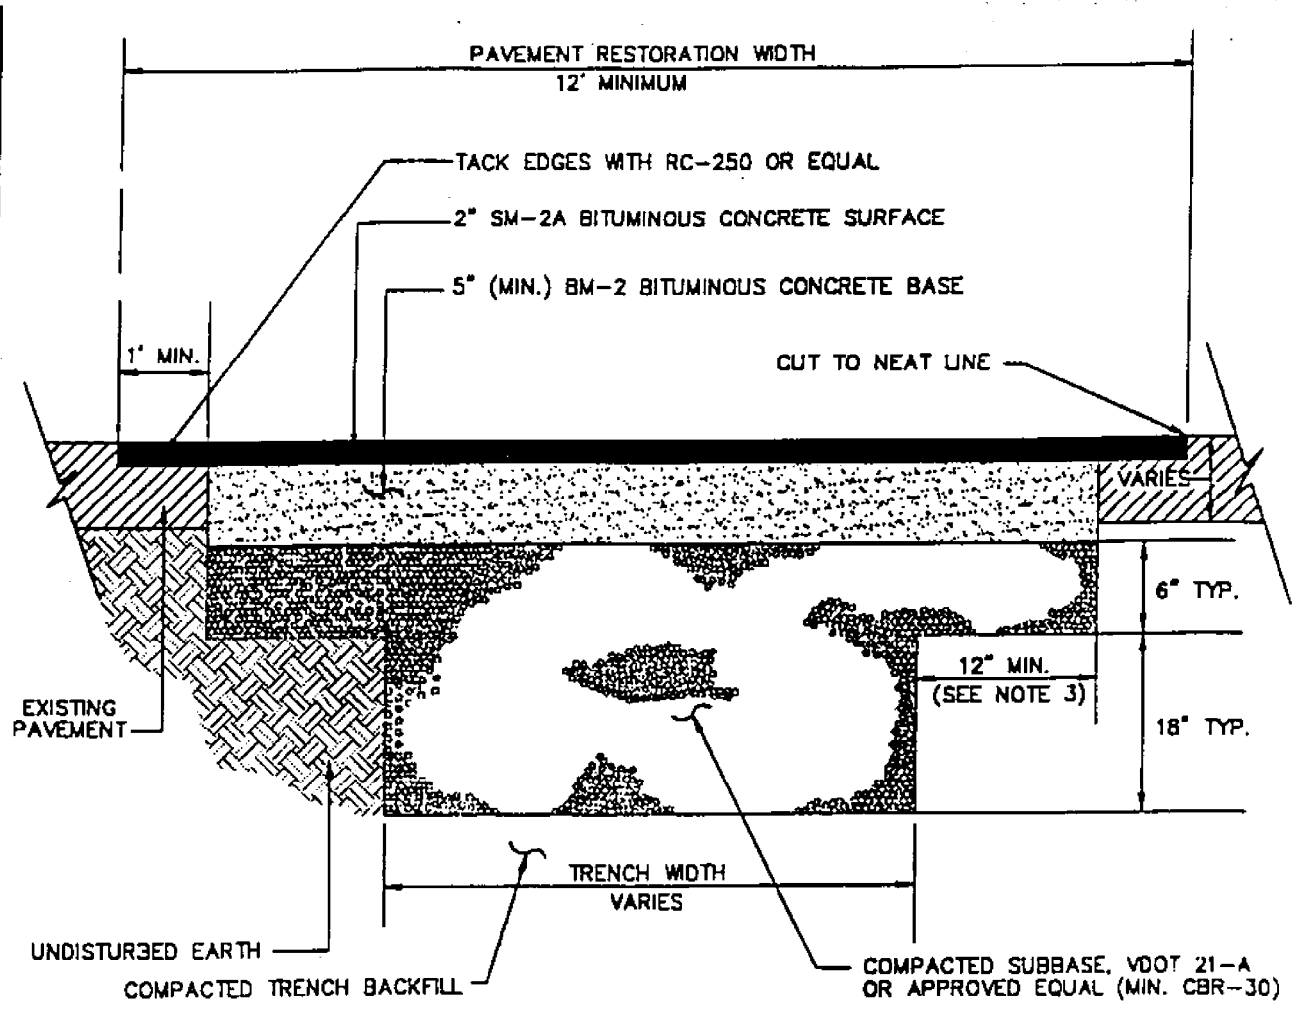 PAVEMENT RESTORATION WIDTH
12' MINIMUM
TACK EDGES WITH RC-250 OR EQUAL
2" SM-2A BITUMINOUS CONCRETE SURFACE
5" (MIN.) BM-2 BITUMINOUS CONCRETE BASE
1' MIN.
CUT TO NEAT LINE
VARIES
6" TYP.
12" MIN.
(SEE NOTE 3)
18" TYP.
EXISTING
PAVEMENT
TRENCH WIDTH
VARIES
UNDISTURBED EARTH
COMPACTED TRENCH BACKFILL
COMPACTED SUBBASE, VDOT 21-A
OR APPROVED EQUAL (MIN. CBR-30)